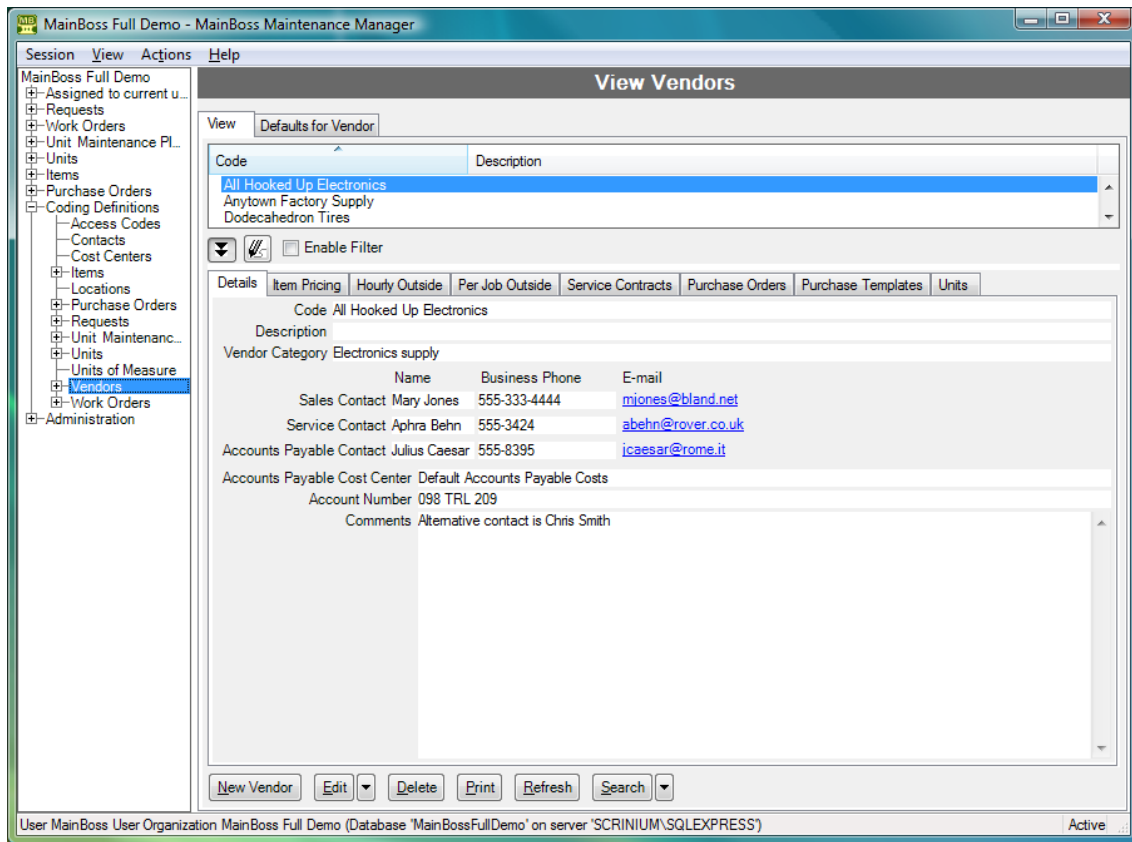 MainBoss Full Demo - MainBoss Maintenance Manager
Session View Actions Help
MainBoss Full Demo
Assigned to current u...
Requests
Work Orders
Unit Maintenance Pl...
Units
Items
Purchase Orders
Coding Definitions
Access Codes
Contacts
Cost Centers
Items
Locations
Purchase Orders
Requests
Unit Maintenanc...
Units
Units of Measure
Vendors
Work Orders
Administration
View Vendors
View Defaults for Vendor
Code Description
All Hooked Up Electronics
Anytown Factory Supply
Dodecahedron Tires
Enable Filter
Details Item Pricing Hourly Outside Per Job Outside Service Contracts Purchase Orders Purchase Templates Units
Code All Hooked Up Electronics
Description
Vendor Category Electronics supply
Name Business Phone E-mail
Sales Contact Mary Jones 555-333-4444 mjones@bland.net
Service Contact Aphra Behn 555-3424 abehn@rover.co.uk
Accounts Payable Contact Julius Caesar 555-8395 jcaesar@rome.it
Accounts Payable Cost Center Default Accounts Payable Costs
Account Number 098 TRL 209
Comments Alternative contact is Chris Smith
New Vendor Edit Delete Print Refresh Search
User MainBoss User Organization MainBoss Full Demo (Database 'MainBossFullDemo' on server 'SCRINIUM\SQLEXPRESS') Active